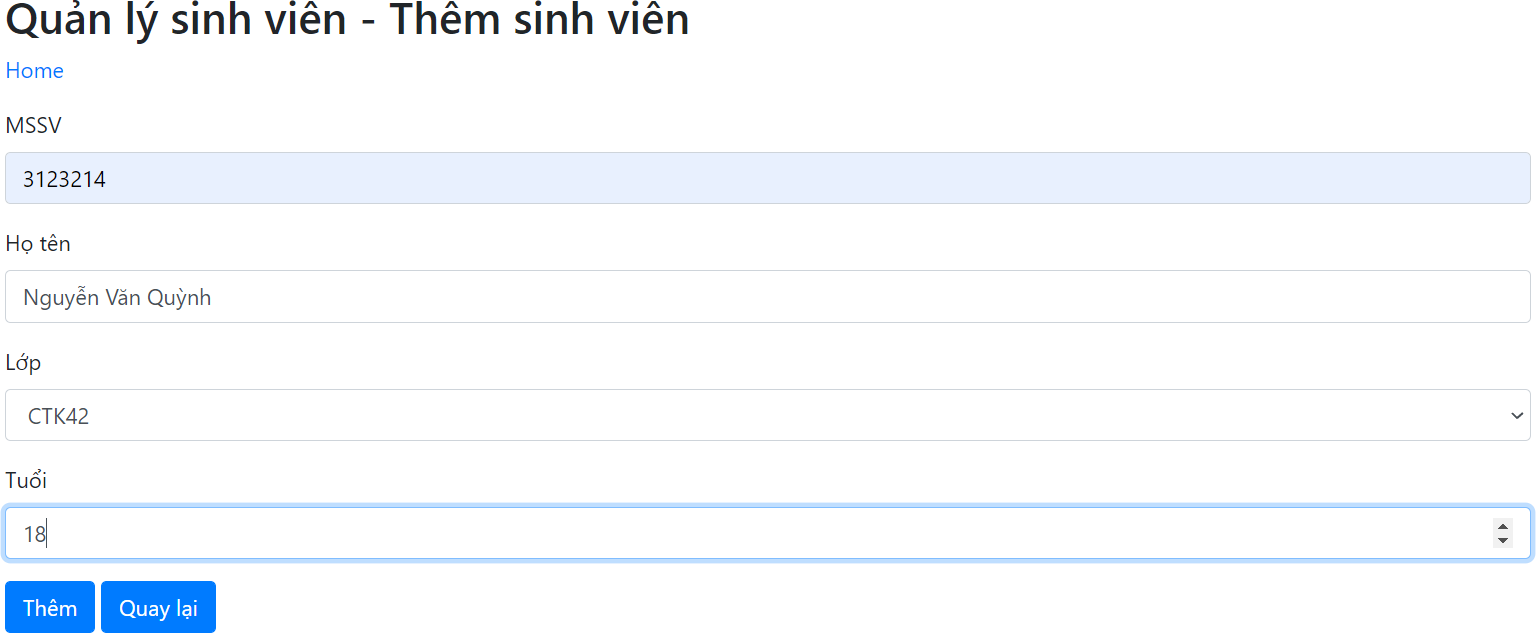 Quản lý sinh viên - Thêm sinh viên
Home
MSSV
3123214
Họ tên
Nguyễn Văn Quỳnh
Lớp
CTK42
Tuổi
18
Thêm Quay lại